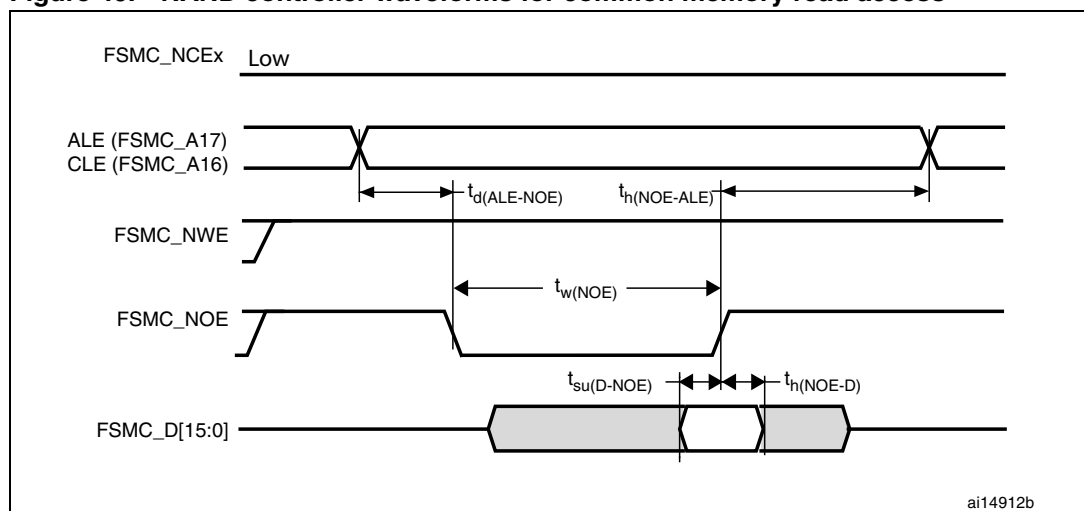 Figure NAND controller waveforms for common memory read access
FSMC_NCEx Low
ALE (FSMC_A17)
CLE (FSMC_A16)
td(ALE-NOE) th(NOE-ALE)
FSMC_NWE
tw(NOE)
FSMC_NOE
tsu(D-NOE) th(NOE-D)
FSMC_D[15:0]
ai14912b